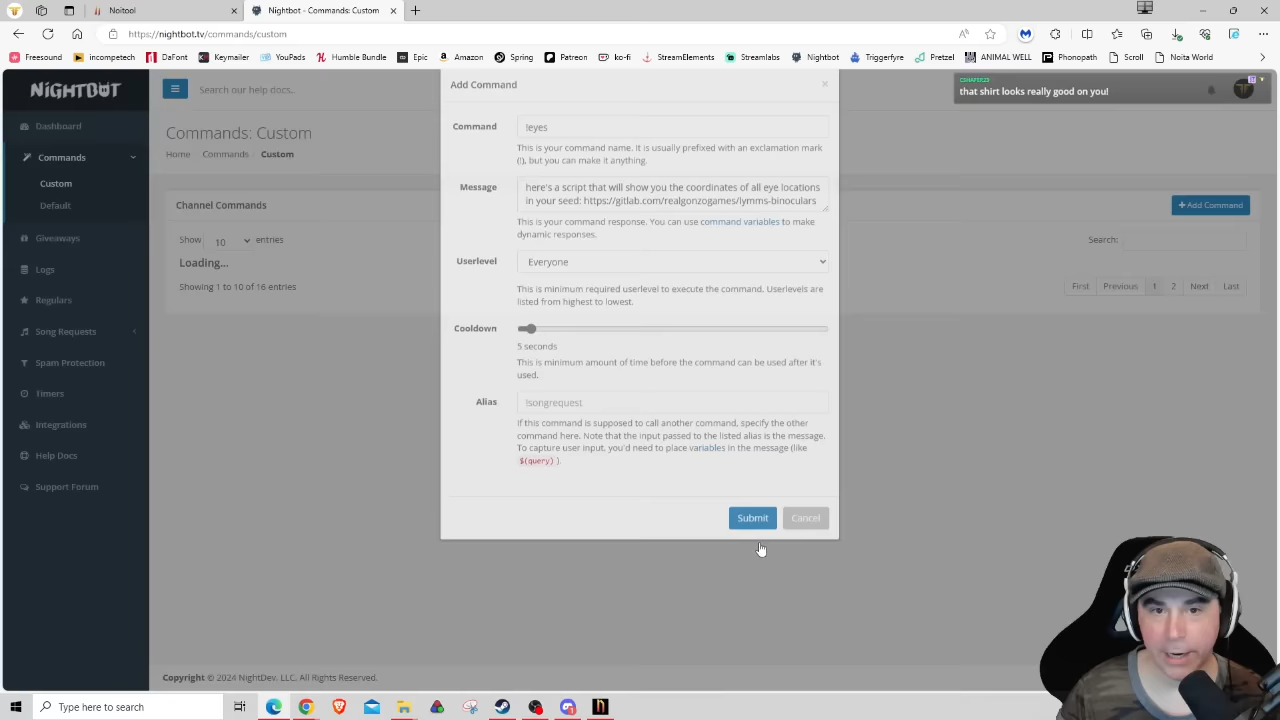 Noitool
Nightbot - Commands: Custom
https://nightbot.tv/commands/custom
Freesound
incompetech
DaFont
Keymailer
YouTubers
Humble Bundle
Epic
Amazon
Spring
Patreon
ko-fi
StreamElements
Streamlabs
Nightbot
Triggerfyre
Pretzel
ANIMAL WELL
Phonopath
Noita World
NIGHTBOT
Search our help docs..
that shirt looks really good on you!
Dashboard
Commands
Custom
Default
Giveaways
Logs
Regulars
Song Requests
Spam Protection
Timers
Integrations
Help Docs
Support Forum
Commands: Custom
Home Commands Custom
Channel Commands
+ Add Command
Show 10 entries
Search:
Loading...
Showing 1 to 10 of 16 entries
First Previous 1 2 Next Last
Add Command
×
Command
!eyes
This is your command name. It is usually prefixed with an exclamation mark
(!), but you can make it anything.
Message
here's a script that will show you the coordinates of all eye locations
in your seed: https://gitlab.com/realgonzogames/lymms-binoculars
This is your command response. You can use command variables to make
dynamic responses.
Userlevel
Everyone
This is minimum required userlevel to execute the command. Userlevels are
listed from highest to lowest.
Cooldown
5 seconds
This is minimum amount of time before the command can be used after it's
used.
Alias
!songrequest
If this command is supposed to call another command, specify the other
command here. Note that the input passed to the listed alias is the message.
To capture user input, you'd need to place variables in the message (like
$(query) ).
Submit
Cancel
Copyright © 2024 NightDev, LLC. All Rights Reserved.
Type here to search